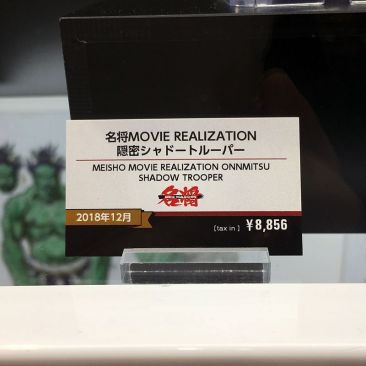 名将MOVIE REALIZATION
隠密シャドートルーパー
MEISHO MOVIE REALIZATION ONNMITSU
SHADOW TROOPER
名将
2018年12月
[tax in] ¥8,856